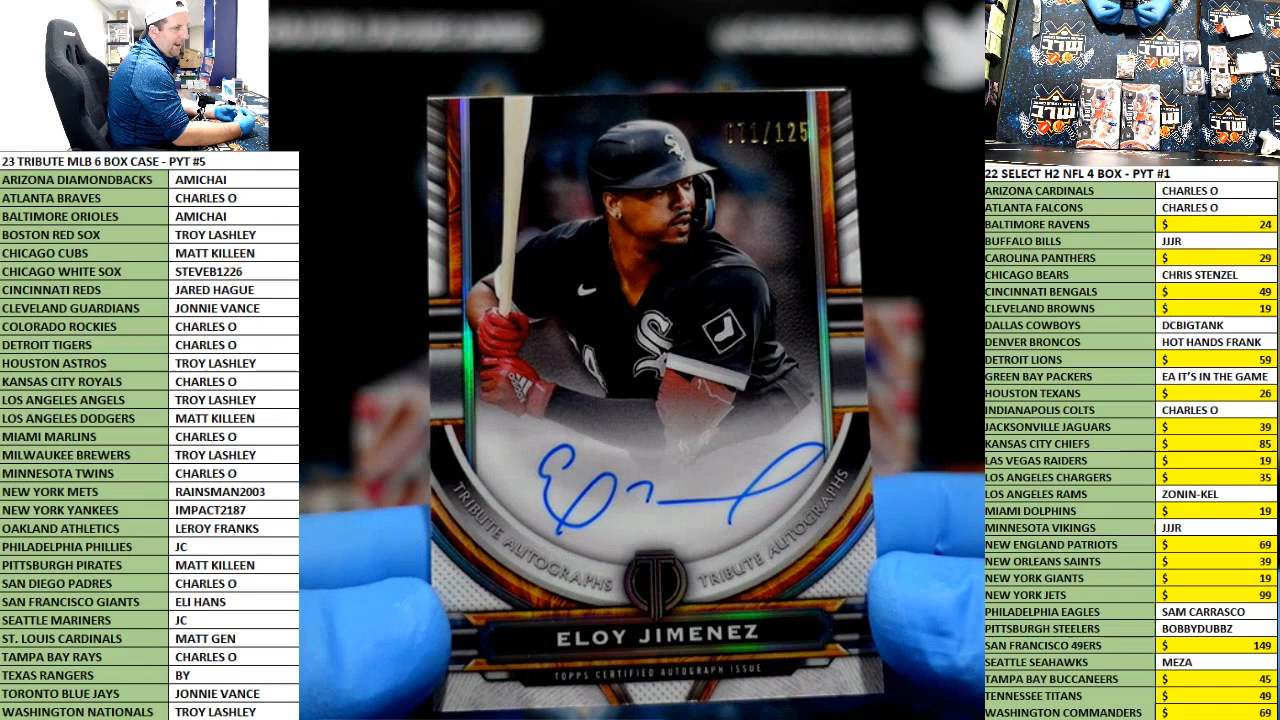 23 TRIBUTE MLB 6 BOX CASE - PYT #5
ARIZONA DIAMONDBACKS AMICHAI
ATLANTA BRAVES CHARLES O
BALTIMORE ORIOLES AMICHAI
BOSTON RED SOX TROY LASHLEY
CHICAGO CUBS MATT KILLEEN
CHICAGO WHITE SOX STEVEB1226
CINCINNATI REDS JARED HAGUE
CLEVELAND GUARDIANS JONNIE VANCE
COLORADO ROCKIES CHARLES O
DETROIT TIGERS CHARLES O
HOUSTON ASTROS TROY LASHLEY
KANSAS CITY ROYALS CHARLES O
LOS ANGELES ANGELS TROY LASHLEY
LOS ANGELES DODGERS MATT KILLEEN
MIAMI MARLINS CHARLES O
MILWAUKEE BREWERS TROY LASHLEY
MINNESOTA TWINS CHARLES O
NEW YORK METS RAINSMAN2003
NEW YORK YANKEES IMPACT2187
OAKLAND ATHLETICS LEROY FRANKS
PHILADELPHIA PHILLIES JC
PITTSBURGH PIRATES MATT KILLEEN
SAN DIEGO PADRES CHARLES O
SAN FRANCISCO GIANTS ELI HANS
SEATTLE MARINERS JC
ST. LOUIS CARDINALS MATT GEN
TAMPA BAY RAYS CHARLES O
TEXAS RANGERS BY
TORONTO BLUE JAYS JONNIE VANCE
WASHINGTON NATIONALS TROY LASHLEY
/125
TRIBUTE AUTOGRAPHS TRIBUTE AUTOGRAPHS
ELOY JIMENEZ
TOPPS CERTIFIED AUTOGRAPH ISSUE
22 SELECT H2 NFL 4 BOX - PYT #1
ARIZONA CARDINALS CHARLES O
ATLANTA FALCONS CHARLES O
BALTIMORE RAVENS $ 24
BUFFALO BILLS JJJR
CAROLINA PANTHERS $ 29
CHICAGO BEARS CHRIS STENZEL
CINCINNATI BENGALS $ 49
CLEVELAND BROWNS $ 19
DALLAS COWBOYS DCBIGTANK
DENVER BRONCOS HOT HANDS FRANK
DETROIT LIONS $ 59
GREEN BAY PACKERS EA IT'S IN THE GAME
HOUSTON TEXANS $ 26
INDIANAPOLIS COLTS CHARLES O
JACKSONVILLE JAGUARS $ 39
KANSAS CITY CHIEFS $ 85
LAS VEGAS RAIDERS $ 19
LOS ANGELES CHARGERS $ 35
LOS ANGELES RAMS ZONIN-KEL
MIAMI DOLPHINS $ 19
MINNESOTA VIKINGS JJJR
NEW ENGLAND PATRIOTS $ 69
NEW ORLEANS SAINTS $ 39
NEW YORK GIANTS $ 19
NEW YORK JETS $ 99
PHILADELPHIA EAGLES SAM CARRASCO
PITTSBURGH STEELERS BOBBYDUBBZ
SAN FRANCISCO 49ERS $ 149
SEATTLE SEAHAWKS MEZA
TAMPA BAY BUCCANEERS $ 45
TENNESSEE TITANS $ 49
WASHINGTON COMMANDERS $ 69